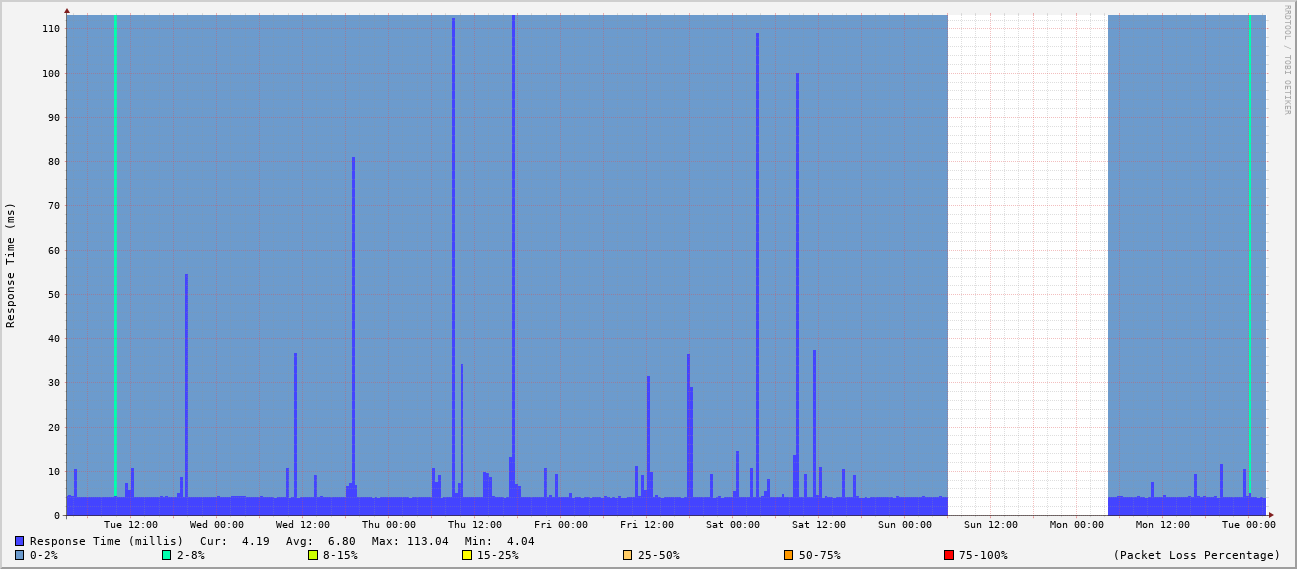 RRDTOOL / TOBI OETIKER
Response Time (ms)
110
100
90
80
70
60
50
40
30
20
10
0
Tue 12:00 Wed 00:00 Wed 12:00 Thu 00:00 Thu 12:00 Fri 00:00 Fri 12:00 Sat 00:00 Sat 12:00 Sun 00:00 Sun 12:00 Mon 00:00 Mon 12:00 Tue 00:00
Response Time (millis) Cur: 4.19 Avg: 6.80 Max: 113.04 Min: 4.04
0-2% 2-8% 8-15% 15-25% 25-50% 50-75% 75-100% (Packet Loss Percentage)